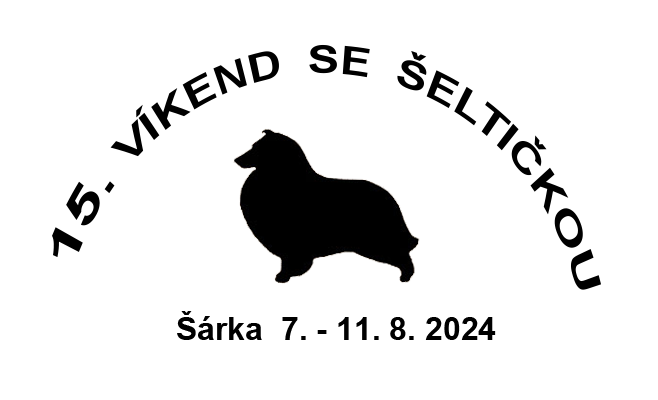 15. VÍKEND SE ŠELTIČKOU
Šárka 7. - 11. 8. 2024